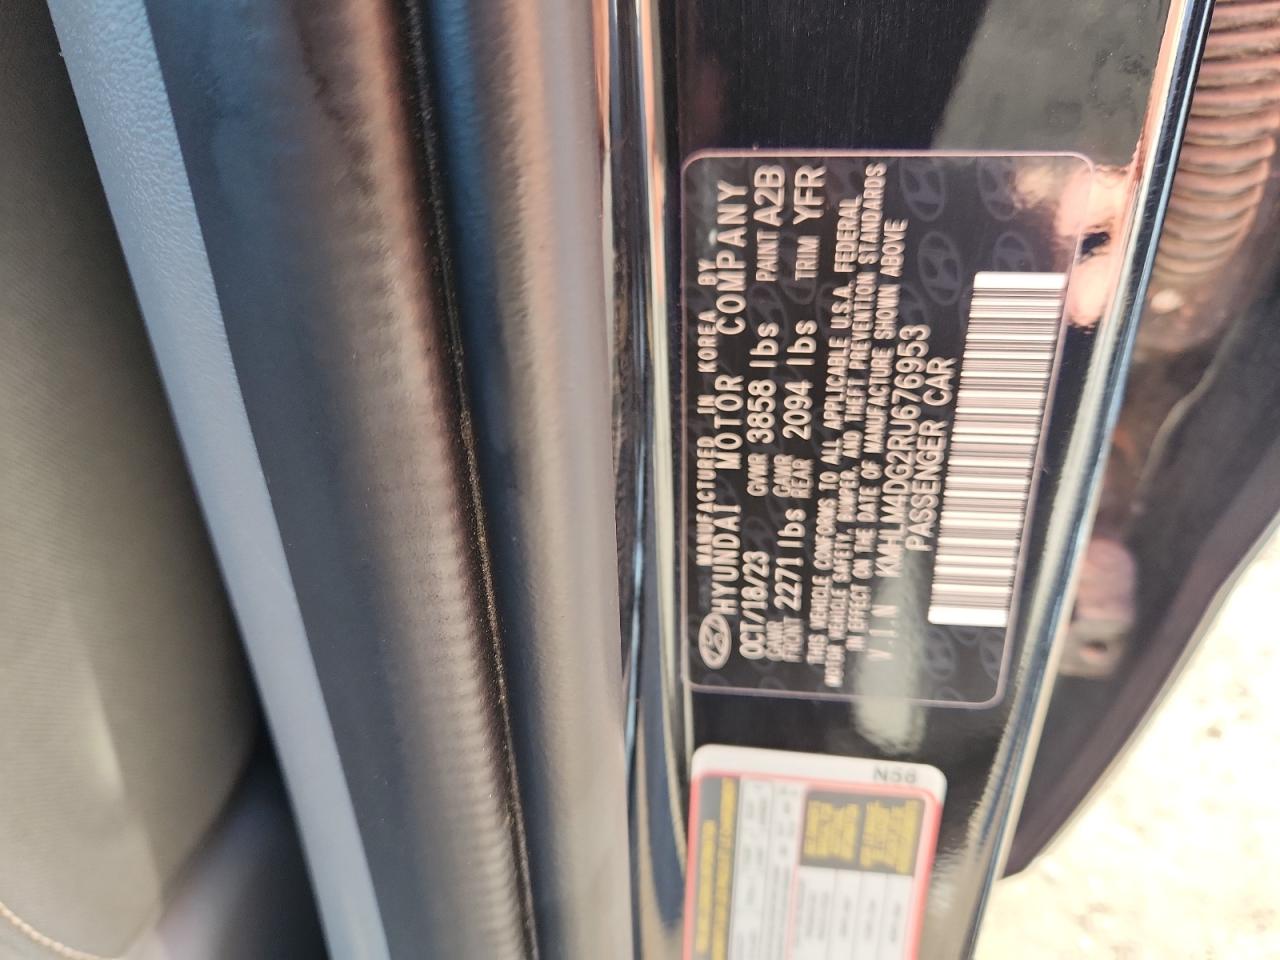 MANUFACTURED IN KOREA BY
HYUNDAI MOTOR COMPANY
OCT/18/23 GVWR 3858 lbs PAINT A2B
GAWR FRONT 2271 lbs GAWR REAR 2094 lbs TRIM YFR
THIS VEHICLE CONFORMS TO ALL APPLICABLE U.S.A. FEDERAL
MOTOR VEHICLE SAFETY, BUMPER, AND THEFT PREVENTION STANDARDS
IN EFFECT ON THE DATE OF MANUFACTURE SHOWN ABOVE
V.I.N KMHLM4DG2RU676953
PASSENGER CAR
N56